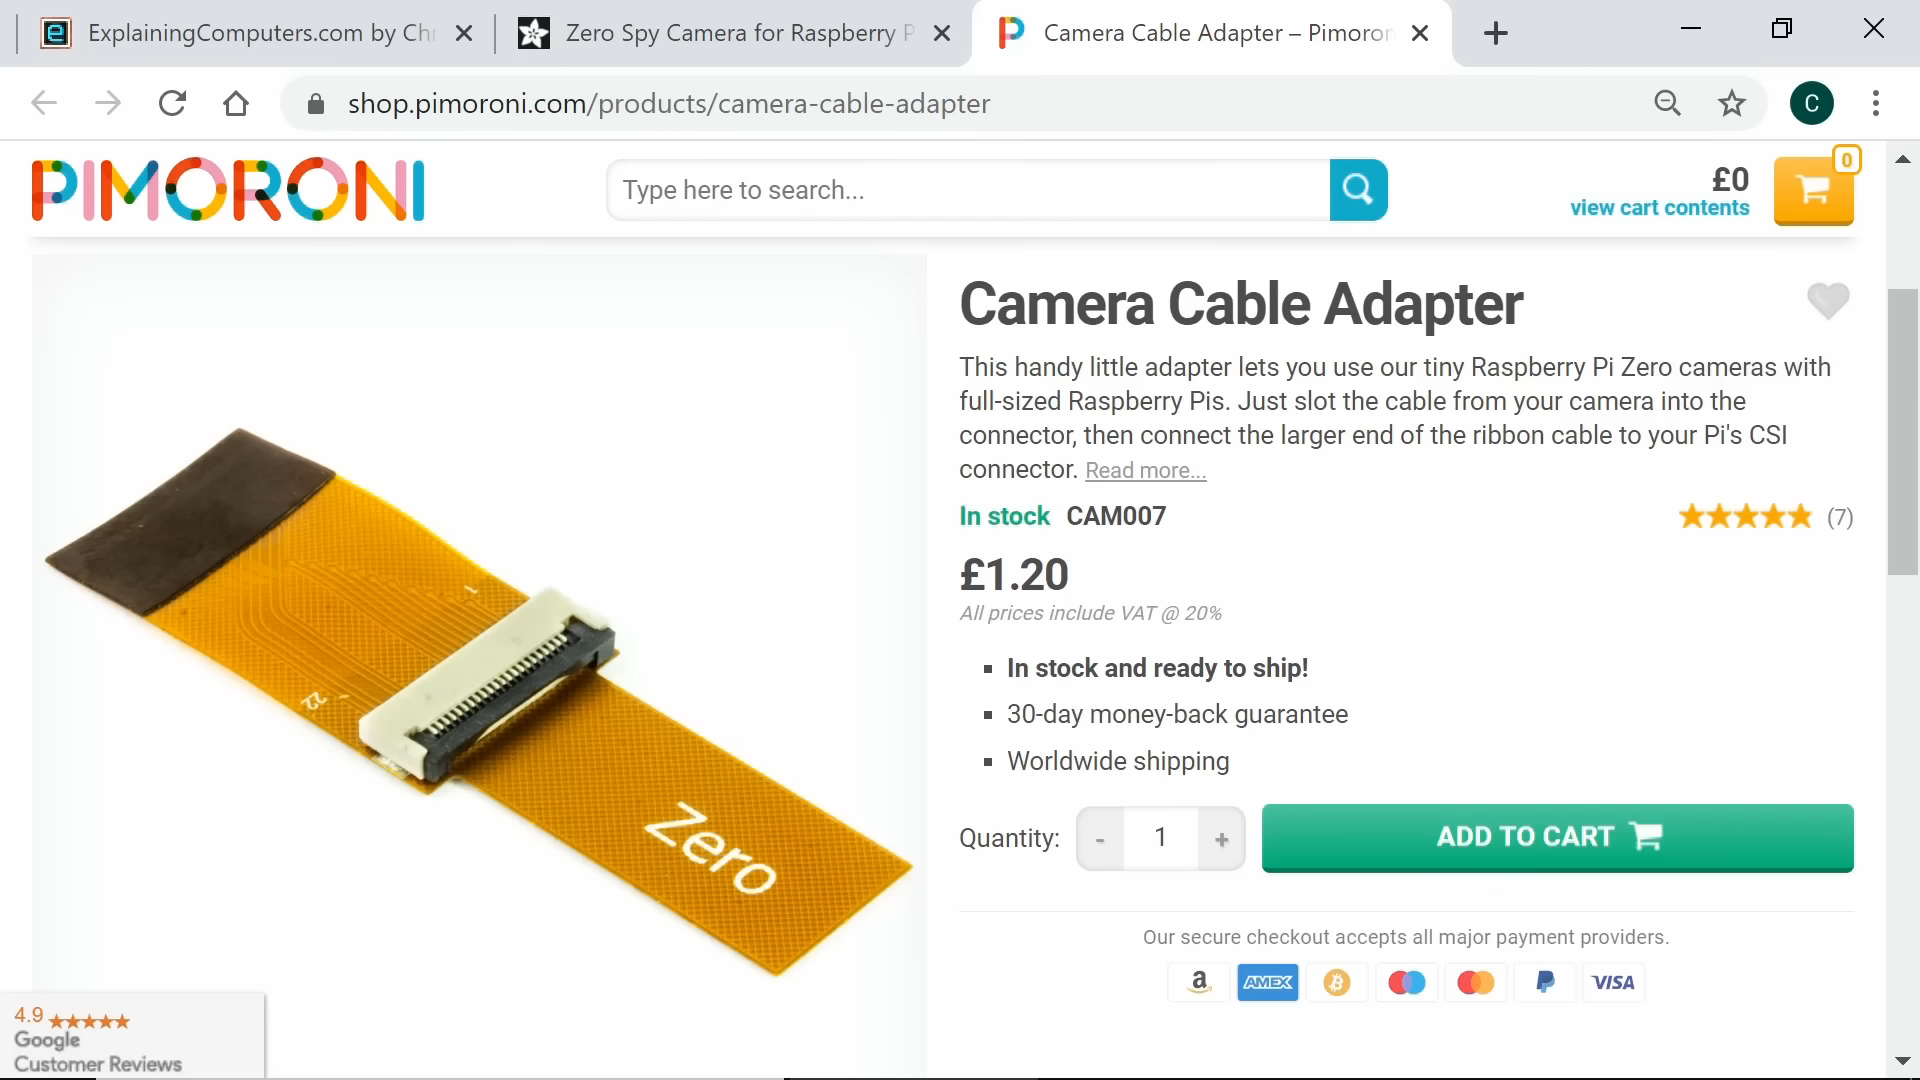 ExplainingComputers.com by Chr
Zero Spy Camera for Raspberry P
Camera Cable Adapter – Pimoron
shop.pimoroni.com/products/camera-cable-adapter
C
PIMORONI
Type here to search...
£0
view cart contents
0
Camera Cable Adapter
This handy little adapter lets you use our tiny Raspberry Pi Zero cameras with
full-sized Raspberry Pis. Just slot the cable from your camera into the
connector, then connect the larger end of the ribbon cable to your Pi's CSI
connector. Read more...
In stock CAM007
(7)
£1.20
All prices include VAT @ 20%
In stock and ready to ship!
30-day money-back guarantee
Worldwide shipping
Quantity: - 1 +
ADD TO CART
Our secure checkout accepts all major payment providers.
a AMEX VISA
1
22
Zero
4.9
Google
Customer Reviews